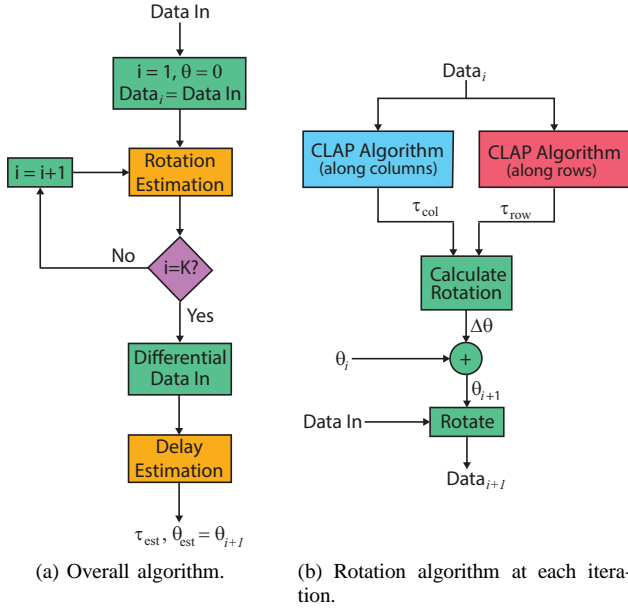 Data In
i = 1, θ = 0
Data_i = Data In
i = i+1
Rotation
Estimation
No
i=K?
Yes
Differential
Data In
Delay
Estimation
τ_est, θ_est = θ_i+1
(a) Overall algorithm.
Data_i
CLAP Algorithm
(along columns)
CLAP Algorithm
(along rows)
τ_col
τ_row
Calculate
Rotation
Δθ
θ_i
+
θ_i+1
Data In
Rotate
Data_i+1
(b) Rotation algorithm at each itera-
tion.